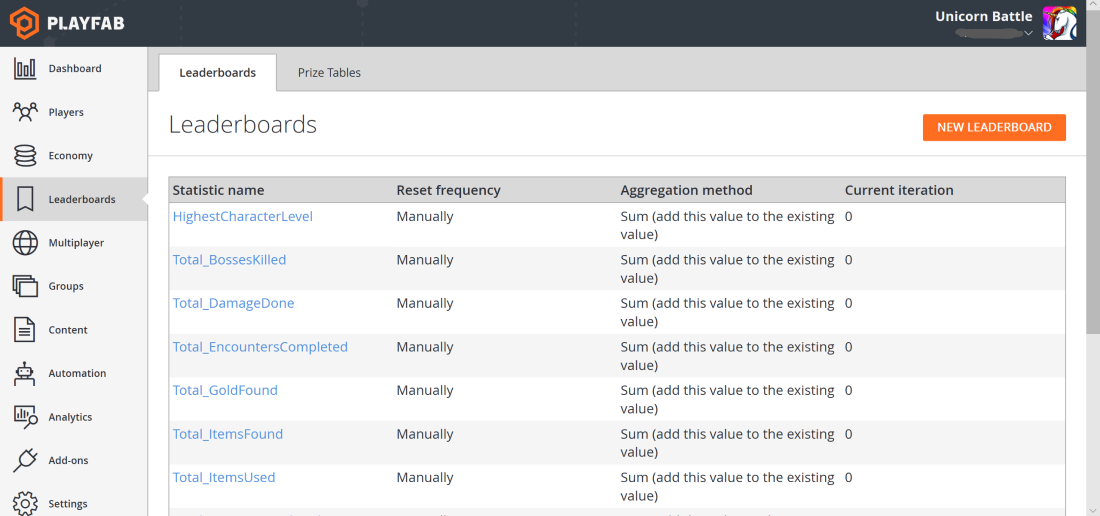 PLAYFAB
Unicorn Battle
Dashboard
Players
Economy
Leaderboards
Multiplayer
Groups
Content
Automation
Analytics
Add-ons
Settings
Leaderboards
Prize Tables
Leaderboards
NEW LEADERBOARD
Statistic name Reset frequency Aggregation method Current iteration
HighestCharacterLevel Manually Sum (add this value to the existing 0
value)
Total_BossesKilled Manually Sum (add this value to the existing 0
value)
Total_DamageDone Manually Sum (add this value to the existing 0
value)
Total_EncountersCompleted Manually Sum (add this value to the existing 0
value)
Total_GoldFound Manually Sum (add this value to the existing 0
value)
Total_ItemsFound Manually Sum (add this value to the existing 0
value)
Total_ItemsUsed Manually Sum (add this value to the existing 0
value)